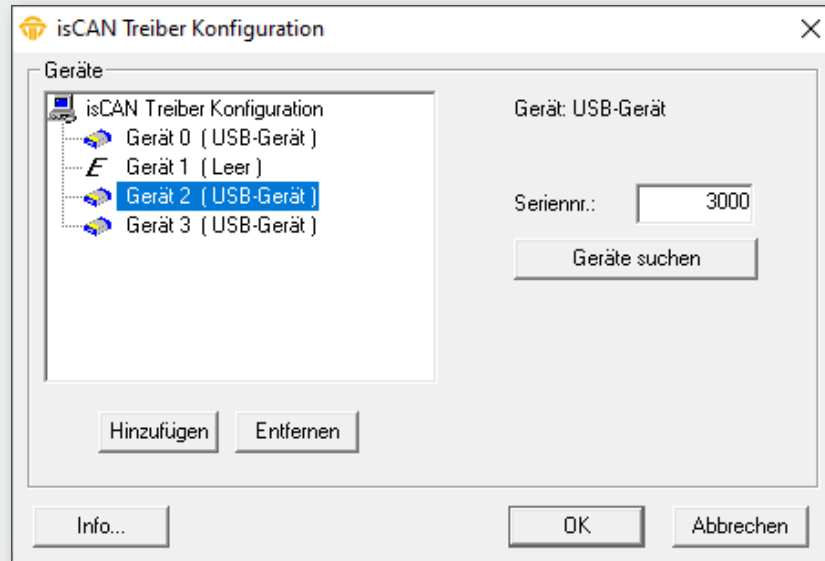 isCAN Treiber Konfiguration
Geräte
isCAN Treiber Konfiguration
Gerät 0 ( USB-Gerät )
E Gerät 1 ( Leer )
Gerät 2 ( USB-Gerät )
Gerät 3 ( USB-Gerät )
Gerät: USB-Gerät
Seriennr.: 3000
Geräte suchen
Hinzufügen Entfernen
Info... OK Abbrechen